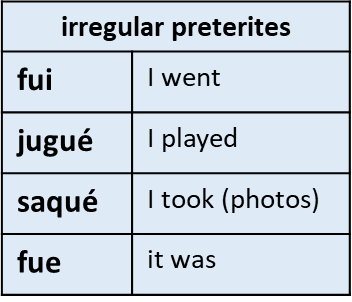 irregular preterites
fui I went
jugué I played
saqué I took (photos)
fue it was